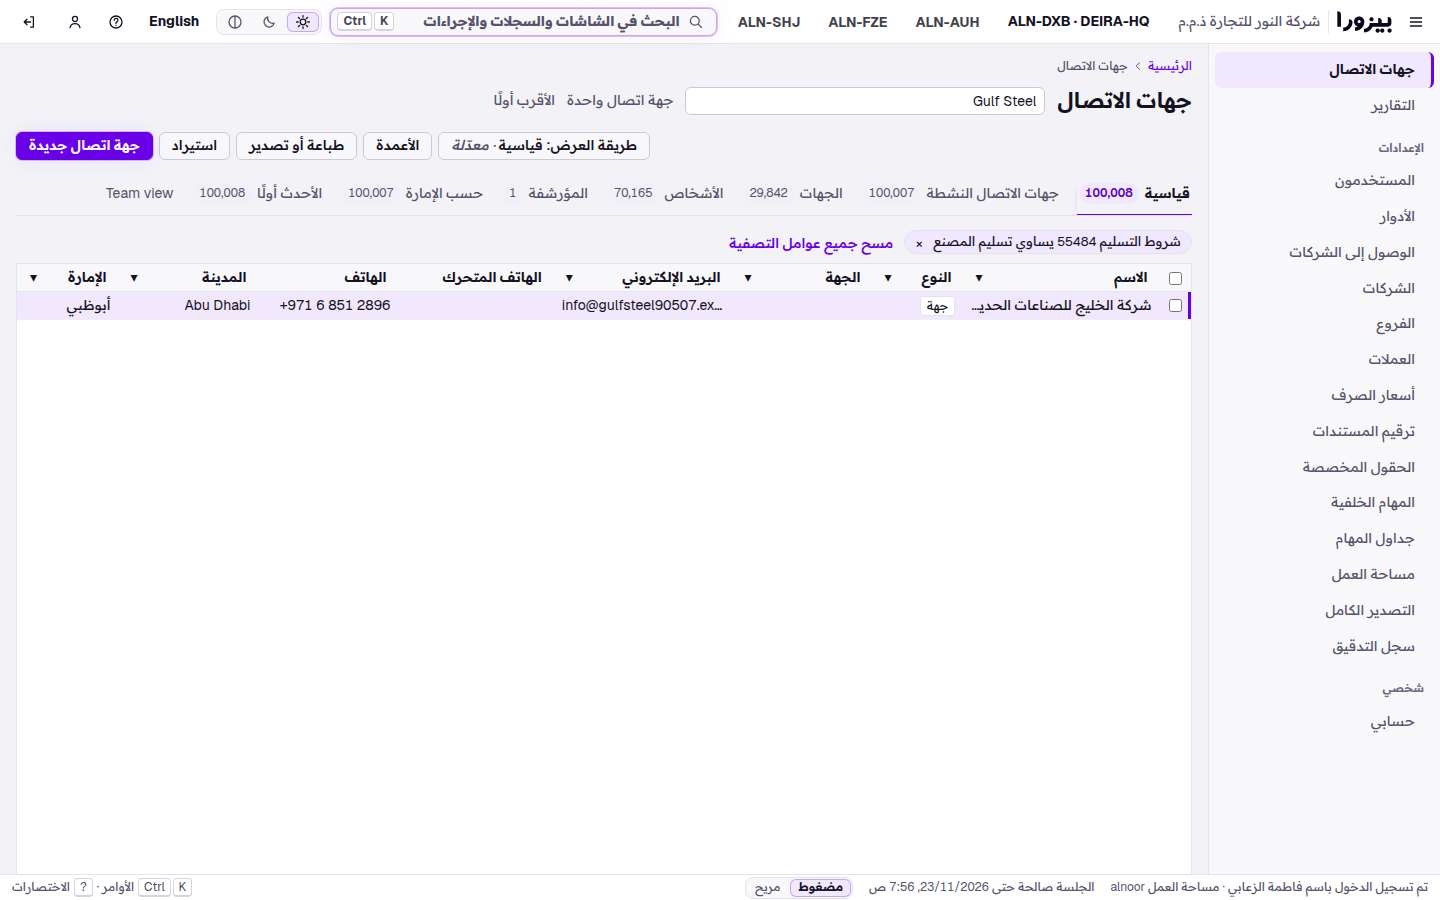 بيزورا
شركة النور للتجارة ذ.م.م
ALN-DXB · DEIRA-HQ
ALN-AUH
ALN-FZE
ALN-SHJ
البحث في الشاشات والسجلات والإجراءات
Ctrl K
English
جهات الاتصال
التقارير
الإعدادات
المستخدمون
الأدوار
الوصول إلى الشركات
الشركات
الفروع
العملات
أسعار الصرف
ترقيم المستندات
الحقول المخصصة
المهام الخلفية
جداول المهام
مساحة العمل
التصدير الكامل
سجل التدقيق
شخصي
حسابي
الرئيسية › جهات الاتصال
جهات الاتصال
Gulf Steel
جهة اتصال واحدة
الأقرب أولًا
طريقة العرض: قياسية · معدّلة
الأعمدة
طباعة أو تصدير
استيراد
جهة اتصال جديدة
قياسية 100,008
جهات الاتصال النشطة 100,007
الجهات 29,842
الأشخاص 70,165
المؤرشفة 1
حسب الإمارة 100,007
الأحدث أولًا 100,008
Team view
شروط التسليم 55484 يساوي تسليم المصنع ×
مسح جميع عوامل التصفية
الاسم ▼ النوع ▼ الجهة ▼ البريد الإلكتروني ▼ الهاتف المتحرك الهاتف المدينة ▼ الإمارة ▼
شركة الخليج للصناعات الحديـ... جهة info@gulfsteel90507.ex... +971 6 851 2896 Abu Dhabi أبوظبي
تم تسجيل الدخول باسم فاطمة الزعابي · مساحة العمل alnoor
الجلسة صالحة حتى 23/11/2026, 7:56 ص
مضغوط مريح
Ctrl K الأوامر · ? الاختصارات